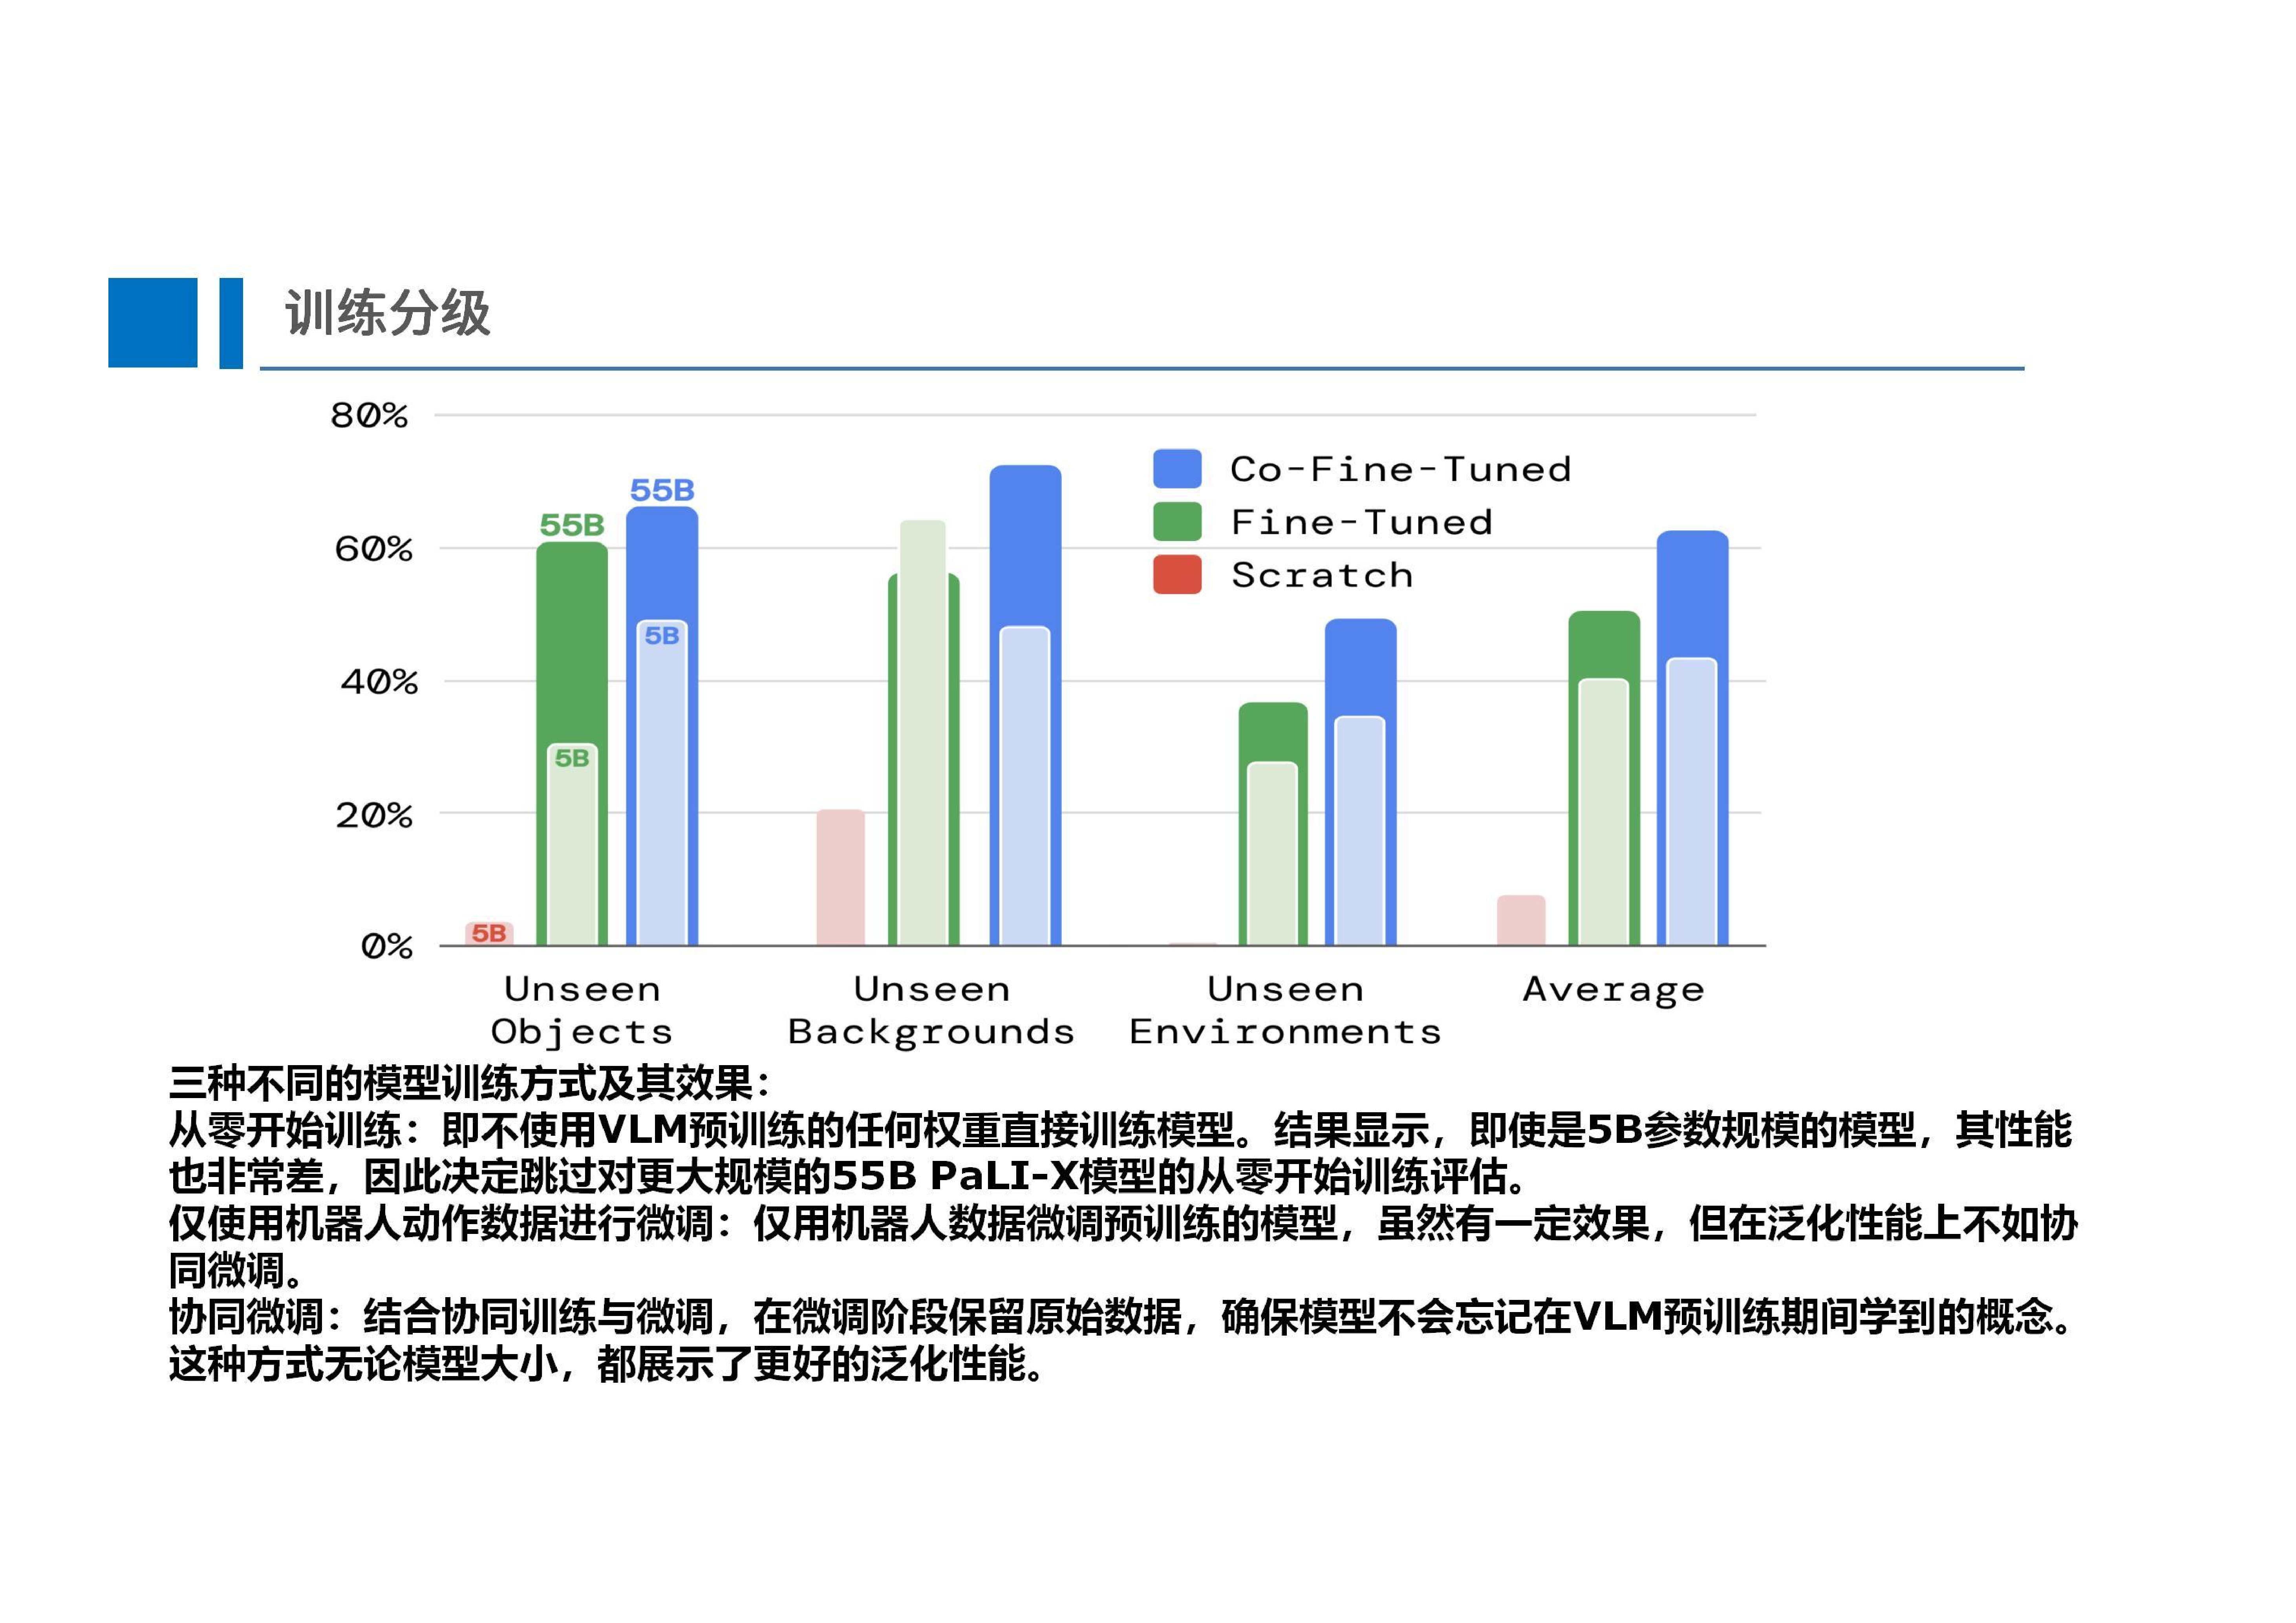 训练分级
80%
60%
40%
20%
0%
55B
55B
5B
5B
5B
Co-Fine-Tuned
Fine-Tuned
Scratch
Unseen
Objects
Unseen
Backgrounds
Unseen
Environments
Average
三种不同的模型训练方式及其效果：
从零开始训练：即不使用VLM预训练的任何权重直接训练模型。结果显示，即使是5B参数规模的模型，其性能
也非常差，因此决定跳过对更大规模的55B PaLI-X模型的从零开始训练评估。
仅使用机器人动作数据进行微调：仅用机器人数据微调预训练的模型，虽然有一定效果，但在泛化性能上不如协
同微调。
协同微调：结合协同训练与微调，在微调阶段保留原始数据，确保模型不会忘记在VLM预训练期间学到的概念。
这种方式无论模型大小，都展示了更好的泛化性能。